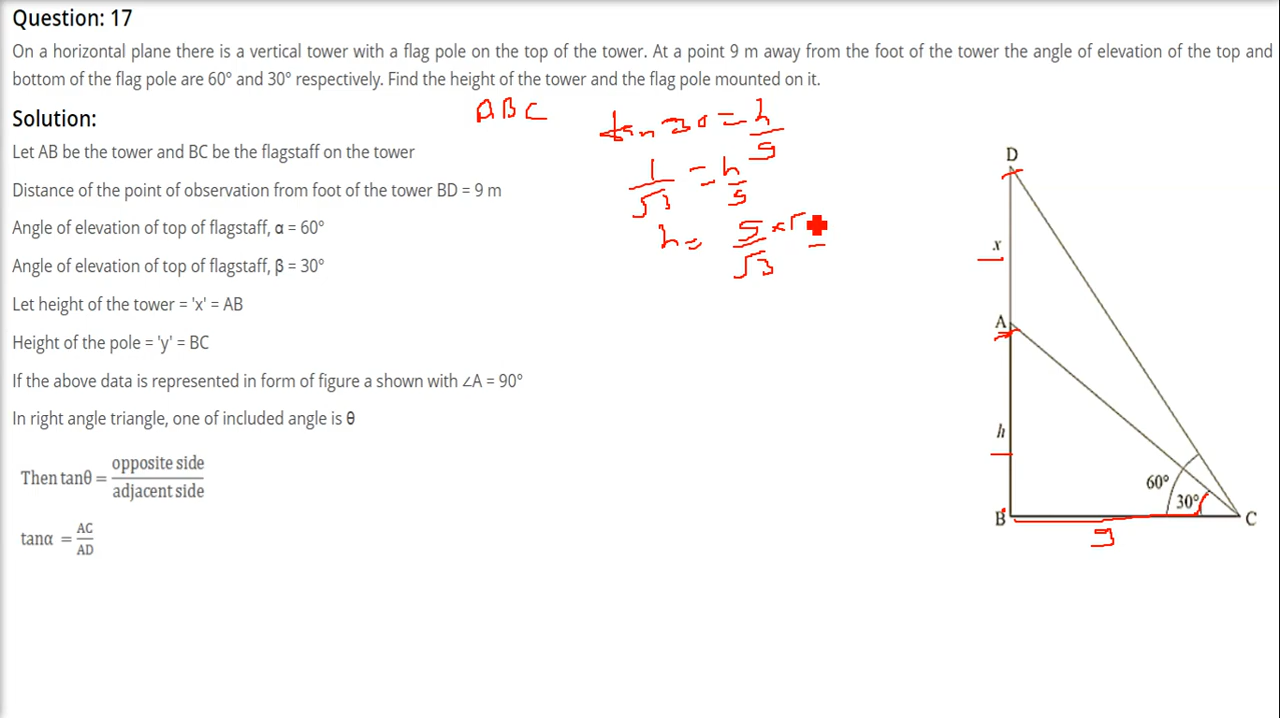 Question: 17
On a horizontal plane there is a vertical tower with a flag pole on the top of the tower. At a point 9 m away from the foot of the tower the angle of elevation of the top and
bottom of the flag pole are 60° and 30° respectively. Find the height of the tower and the flag pole mounted on it.
Solution:
Let AB be the tower and BC be the flagstaff on the tower
Distance of the point of observation from foot of the tower BD = 9 m
Angle of elevation of top of flagstaff, α = 60°
Angle of elevation of top of flagstaff, β = 30°
Let height of the tower = 'x' = AB
Height of the pole = 'y' = BC
If the above data is represented in form of figure a shown with ∠A = 90°
In right angle triangle, one of included angle is θ
Then tanθ = opposite side / adjacent side
tanα = AC / AD
ABC
tan 30 = h / 9
1 / √3 = h / 9
h = 9 / √3 ×
D
x
A
h
60°
30°
B
C
9